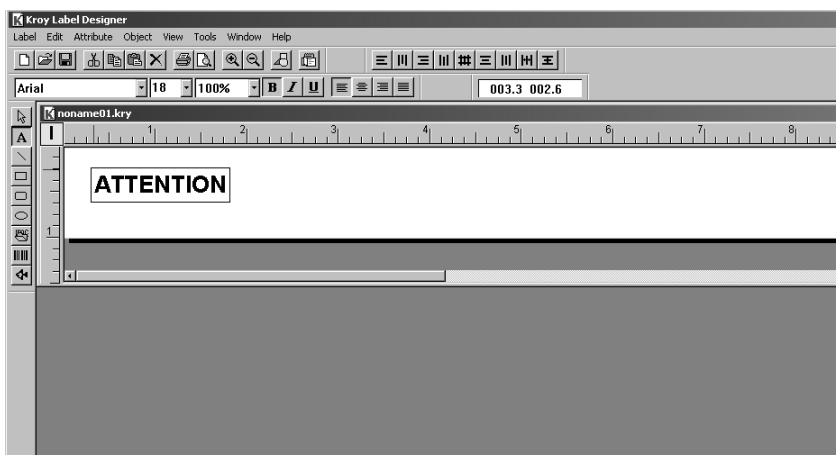 Kroy Label Designer
Label Edit Attribute Object View Tools Window Help
Arial 18 100% B I U 003.3 002.6
noname01.kry
A I 1 2 3 4 5 6 7 8
ATTENTION
1